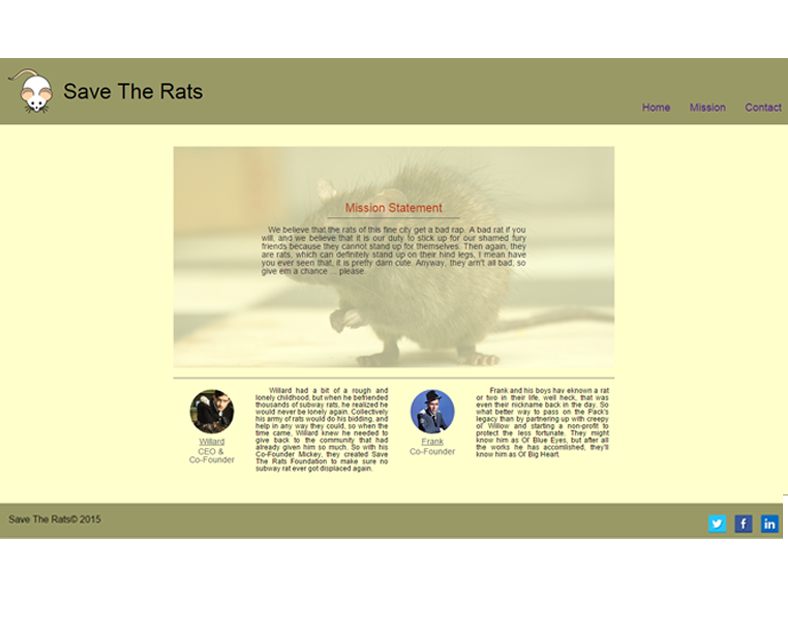 Save The Rats
Home Mission Contact
Mission Statement
We believe that the rats of this fine city get a bad rap. A bad rat if you
will, and we believe that it is our duty to stick up for our shamed fury
friends because they cannot stand up for themselves. Then again, they
are rats, which can definitely stand up on their hind legs, I mean have
you ever seen that, it is pretty darn cute. Anyway, they arn't all bad, so
give em a chance ... please.
Willard had a bit of a rough and
lonely childhood, but when he befriended
thousands of subway rats, he realized he
would never be lonely again. Collectively
his army of rats would do his bidding, and
help in any way they could, so when the
time came, Willard knew he needed to
give back to the community that had
already given him so much. So with his
Co-Founder Mickey, they created Save
The Rats Foundation to make sure no
subway rat ever got displaced again.
Willard
CEO &
Co-Founder
Frank and his boys hav eknown a rat
or two in their life, well heck, that was
even their nickname back in the day. So
what better way to pass on the Pack's
legacy than by partnering up with creepy
ol' Willow and starting a non-profit to
protect the less fortunate. They might
know him as Ol' Blue Eyes, but after all
the works he has accomlished, they'll
know him as Ol' Big Heart.
Frank
Co-Founder
Save The Rats© 2015
f
in